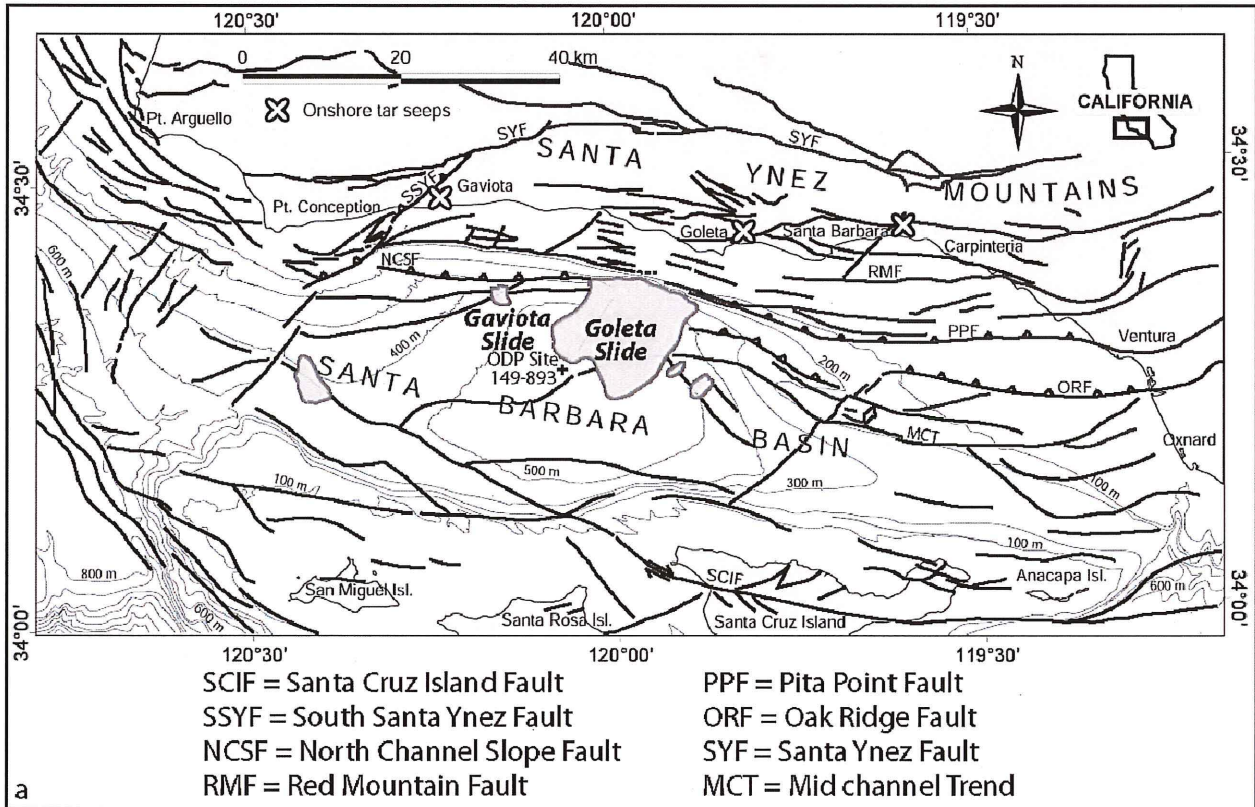 120°30' 120°00' 119°30'
0 20 40 km
N
CALIFORNIA
Onshore tar seeps
Pt. Arguello
SYF
SYF
34°30'
34°30'
SANTA YNEZ MOUNTAINS
SSYF
Gaviota
Pt. Conception
Goleta
Santa Barbara
Carpinteria
600 m
NCSF
RMF
Gaviota
Slide
Goleta
Slide
PPF
Ventura
400 m
ODP Site
149-893
200 m
ORF
SANTA BARBARA BASIN
MCT
Oxnard
500 m
300 m
100 m
100 m
100 m
800 m
600 m
San Miguel Isl.
SCIF
Anacapa Isl.
600 m
Santa Rosa Isl.
Santa Cruz Island
34°00'
34°00'
120°30' 120°00' 119°30'
SCIF = Santa Cruz Island Fault
SSYF = South Santa Ynez Fault
NCSF = North Channel Slope Fault
RMF = Red Mountain Fault
PPF = Pita Point Fault
ORF = Oak Ridge Fault
SYF = Santa Ynez Fault
MCT = Mid channel Trend
a